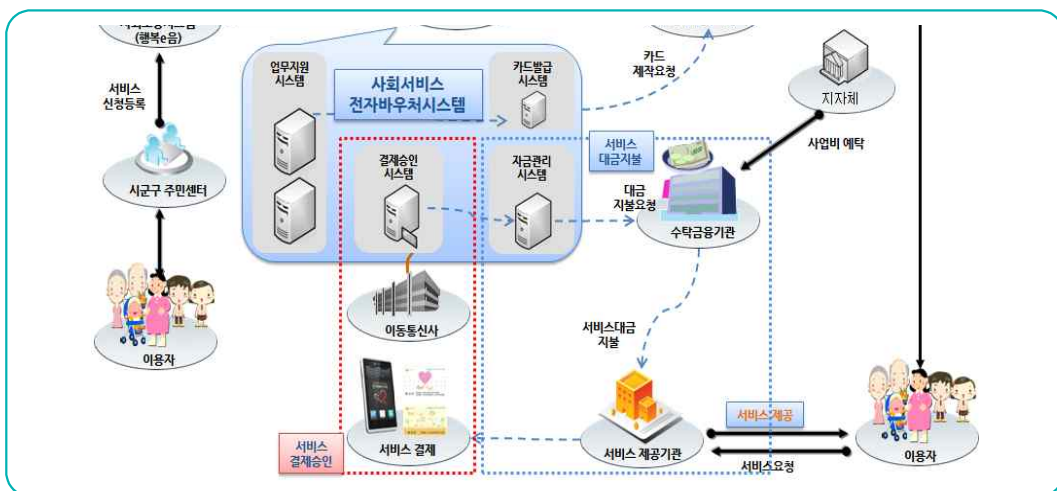 (행복e음)
서비스
신청등록
시군구 주민센터
이용자
업무지원
시스템
사회서비스
전자바우처시스템
카드발급
시스템
카드
제작요청
지자체
사업비 예탁
결제승인
시스템
자금관리
시스템
서비스
대금지불
대금
지불요청
수탁금융기관
이동통신사
서비스대금
지불
서비스 결제
서비스
결제승인
서비스 제공기관
서비스 제공
서비스요청
이용자